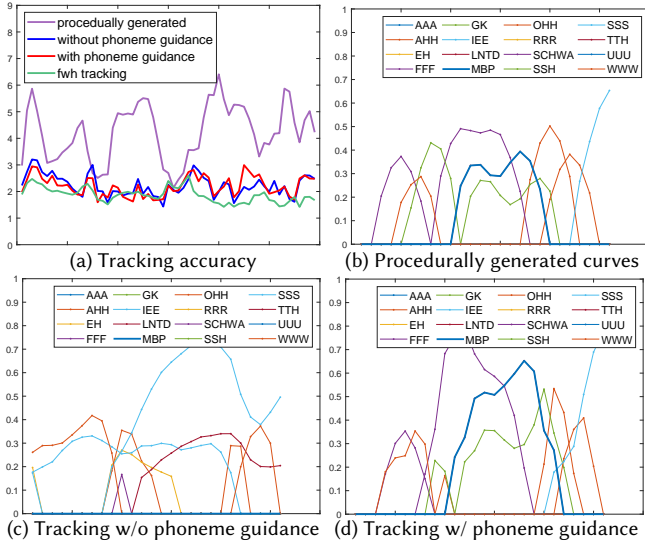 9
8
7
6
5
4
3
2
1
0
procedually generated
without phoneme guidance
with phoneme guidance
fwh tracking
(a) Tracking accuracy
1
0.9
0.8
0.7
0.6
0.5
0.4
0.3
0.2
0.1
0
AAA GK OHH SSS
AHH IEE RRR TTH
EH LNTD SCHWA UUU
FFF MBP SSH WWW
(b) Procedurally generated curves
1
0.9
0.8
0.7
0.6
0.5
0.4
0.3
0.2
0.1
0
AAA GK OHH SSS
AHH IEE RRR TTH
EH LNTD SCHWA UUU
FFF MBP SSH WWW
(c) Tracking w/o phoneme guidance
1
0.9
0.8
0.7
0.6
0.5
0.4
0.3
0.2
0.1
0
AAA GK OHH SSS
AHH IEE RRR TTH
EH LNTD SCHWA UUU
FFF MBP SSH WWW
(d) Tracking w/ phoneme guidance